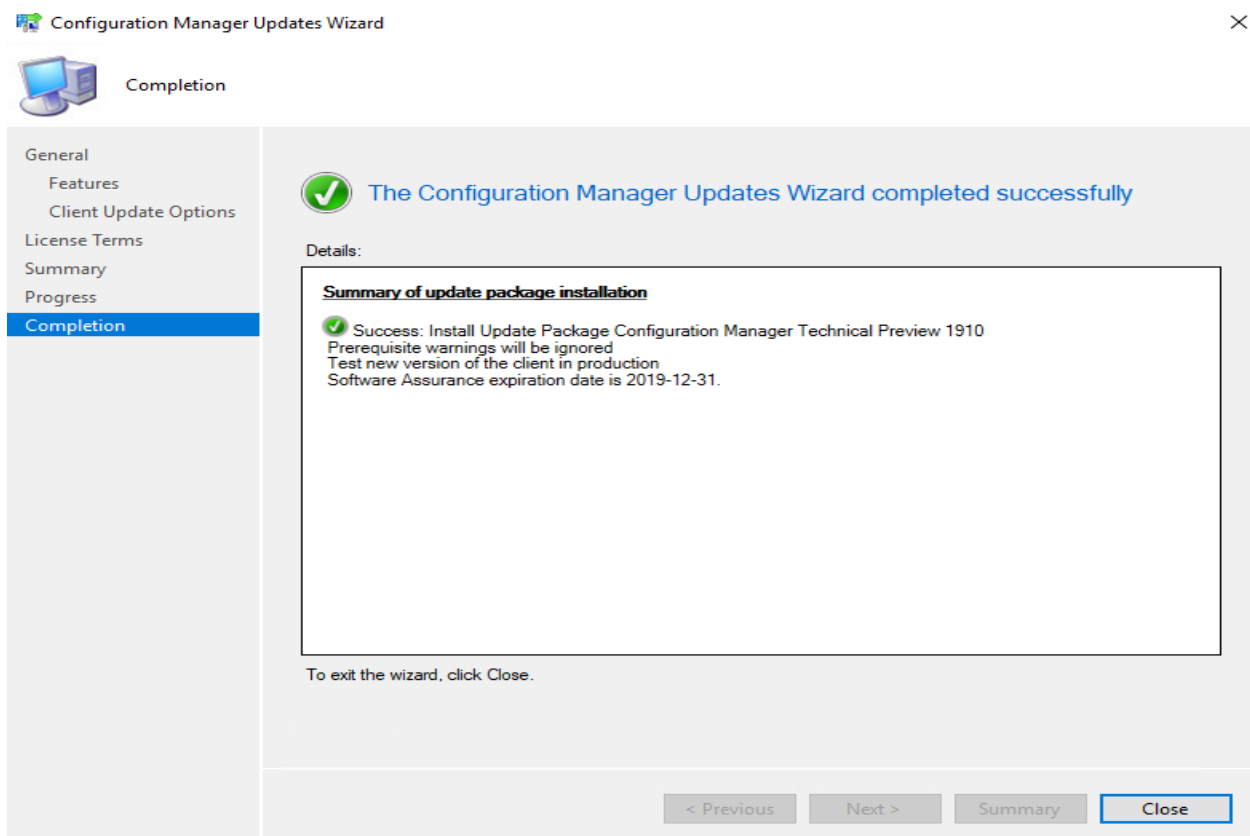 Configuration Manager Updates Wizard
Completion
General
Features
Client Update Options
License Terms
Summary
Progress
Completion
The Configuration Manager Updates Wizard completed successfully
Details:
Summary of update package installation
Success: Install Update Package Configuration Manager Technical Preview 1910
Prerequisite warnings will be ignored
Test new version of the client in production
Software Assurance expiration date is 2019-12-31.
To exit the wizard, click Close.
< Previous Next > Summary Close